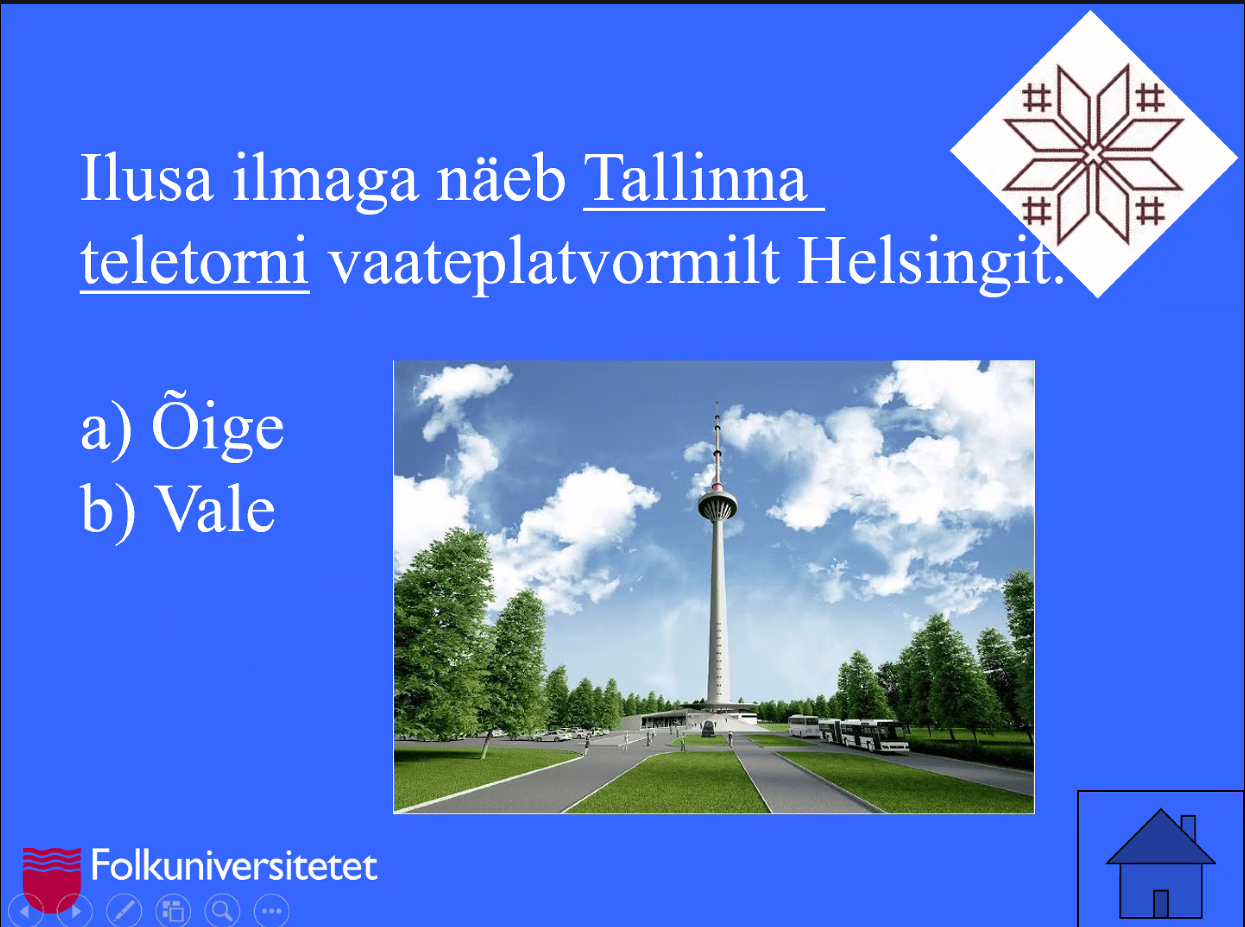 Ilusa ilmaga näeb Tallinna
teletorni vaateplatvormilt Helsingit.
a) Õige
b) Vale
Folkuniversitetet